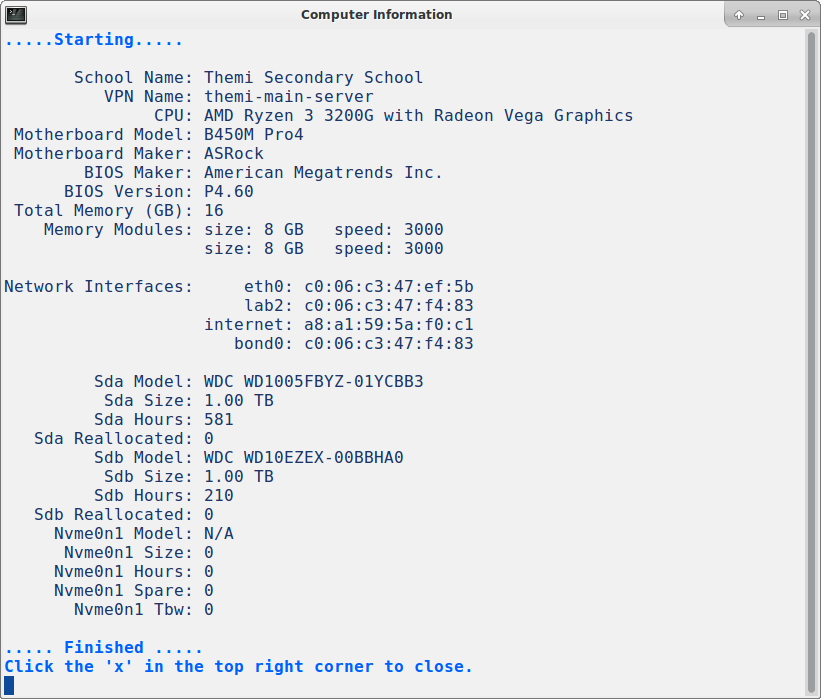 Computer Information
.....Starting.....
School Name: Themi Secondary School
VPN Name: themi-main-server
CPU: AMD Ryzen 3 3200G with Radeon Vega Graphics
Motherboard Model: B450M Pro4
Motherboard Maker: ASRock
BIOS Maker: American Megatrends Inc.
BIOS Version: P4.60
Total Memory (GB): 16
Memory Modules: size: 8 GB   speed: 3000
size: 8 GB   speed: 3000
Network Interfaces:     eth0: c0:06:c3:47:ef:5b
lab2: c0:06:c3:47:f4:83
internet: a8:a1:59:5a:f0:c1
bond0: c0:06:c3:47:f4:83
Sda Model: WDC WD1005FBYZ-01YCBB3
Sda Size: 1.00 TB
Sda Hours: 581
Sda Reallocated: 0
Sdb Model: WDC WD10EZEX-00BBHA0
Sdb Size: 1.00 TB
Sdb Hours: 210
Sdb Reallocated: 0
Nvme0n1 Model: N/A
Nvme0n1 Size: 0
Nvme0n1 Hours: 0
Nvme0n1 Spare: 0
Nvme0n1 Tbw: 0
..... Finished .....
Click the 'x' in the top right corner to close.